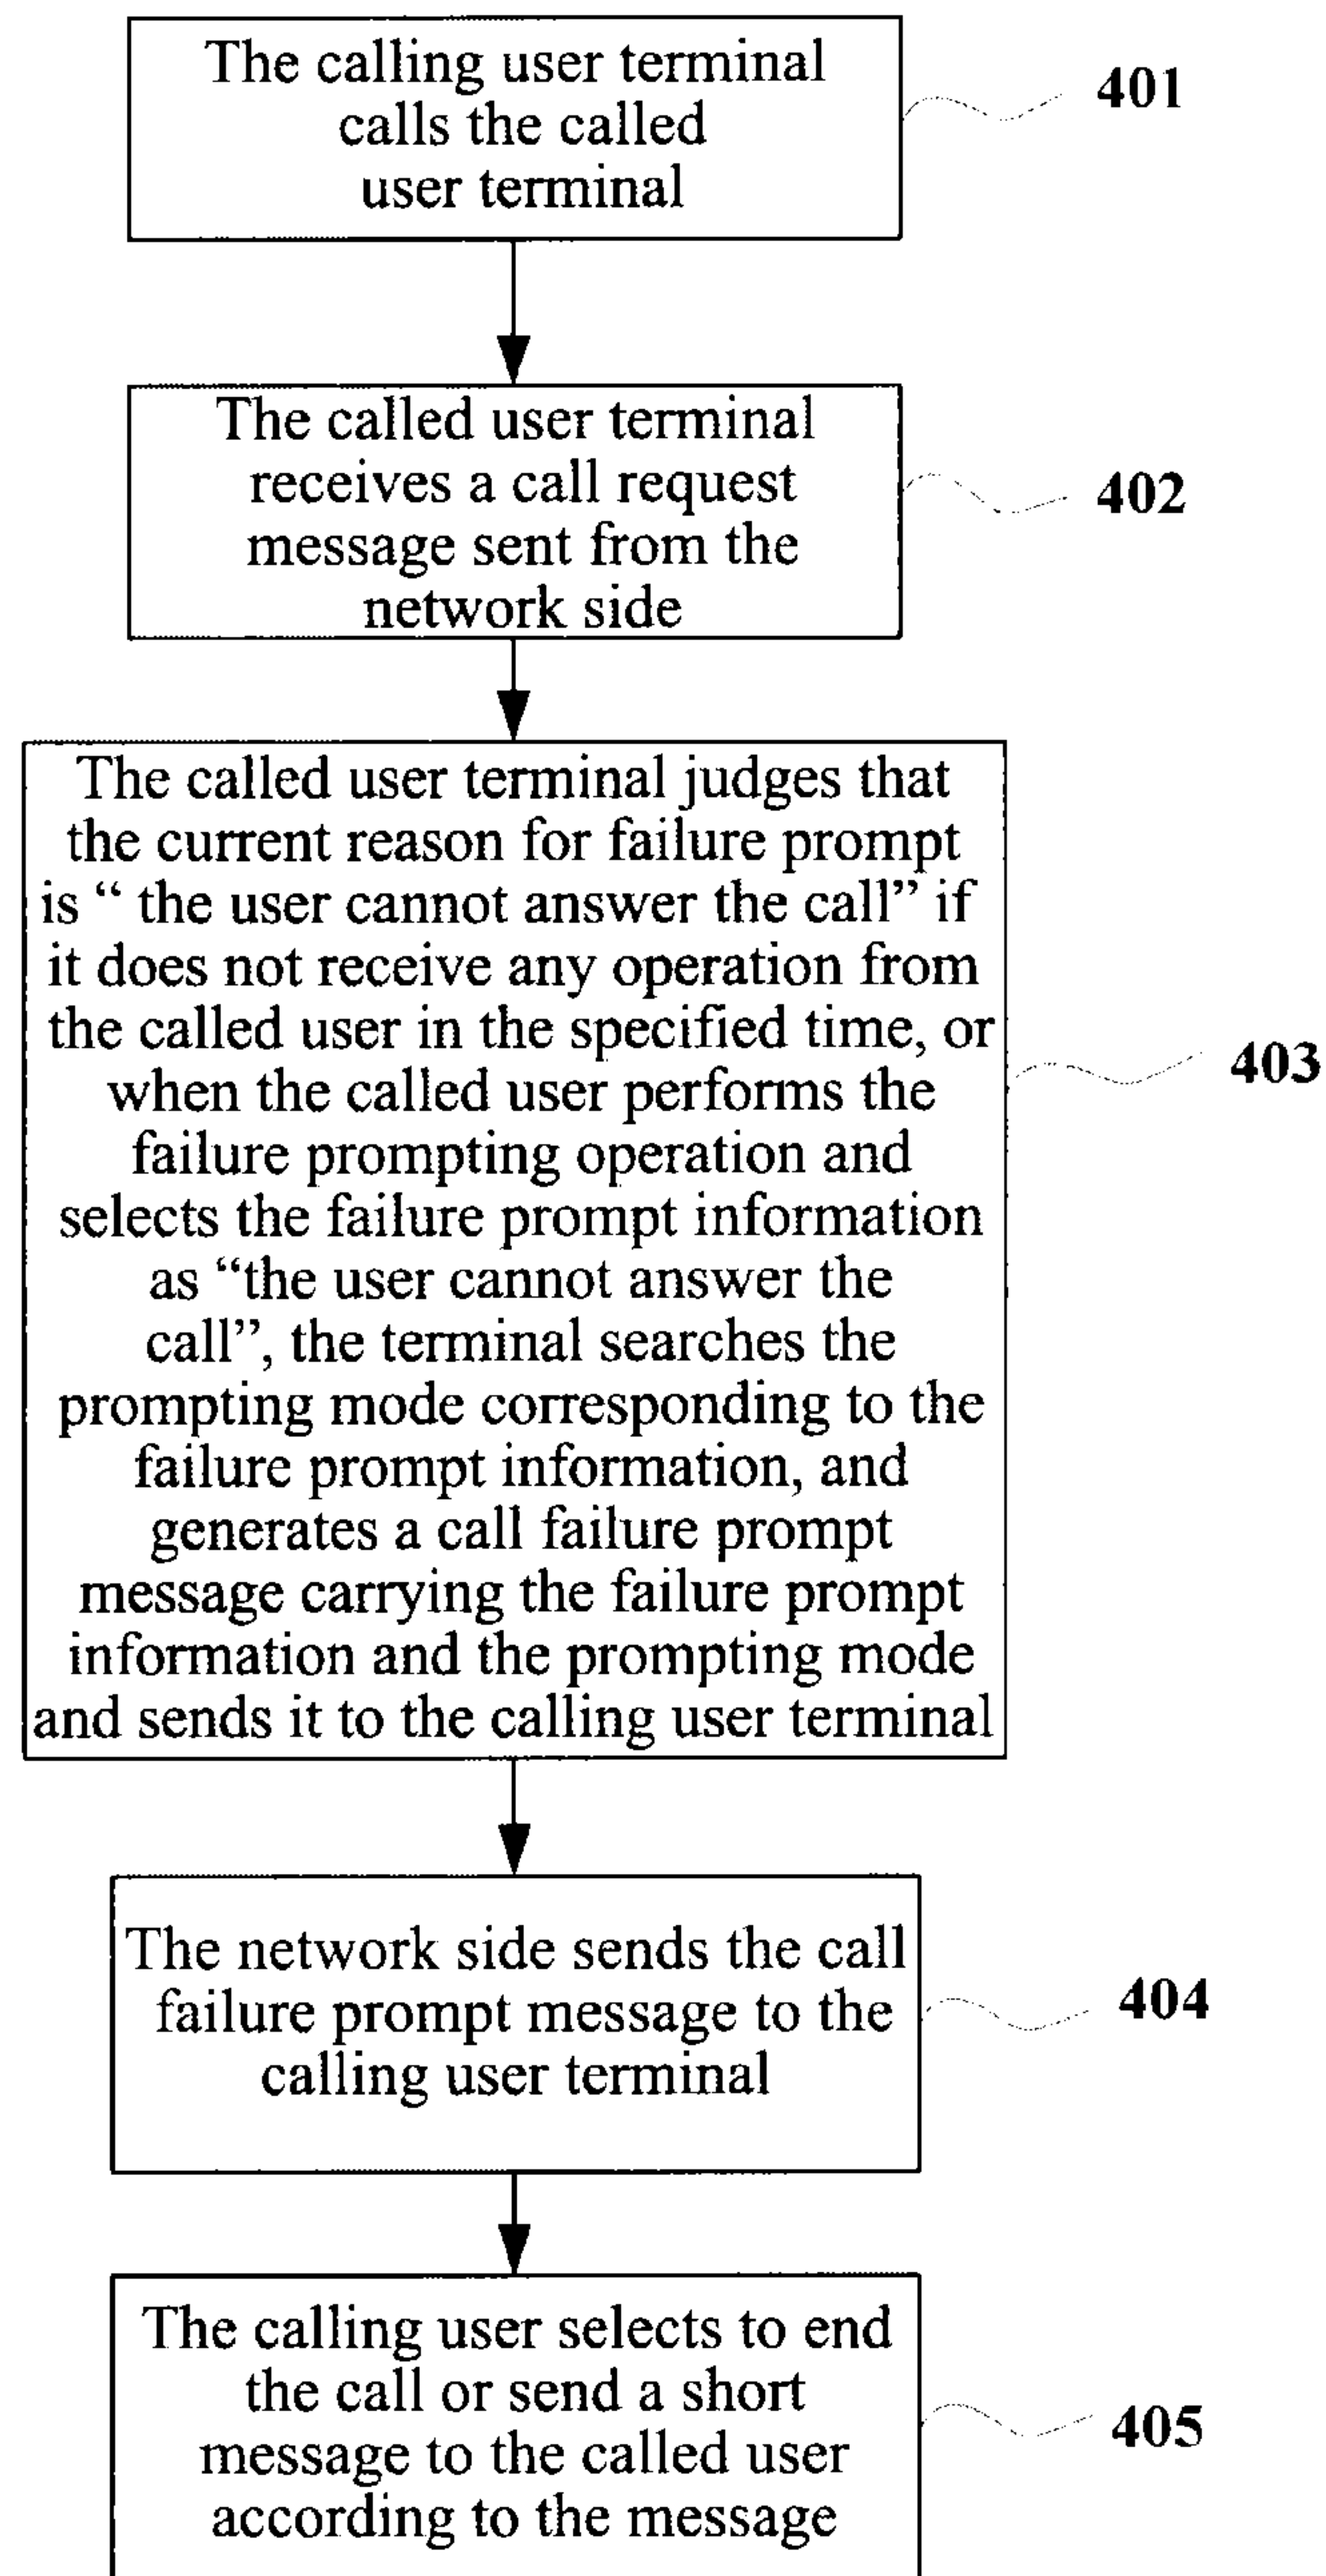 The calling user terminal
calls the called
user terminal
401
The called user terminal
receives a call request
message sent from the
network side
402
The called user terminal judges that
the current reason for failure prompt
is “ the user cannot answer the call” if
it does not receive any operation from
the called user in the specified time, or
when the called user performs the
failure prompting operation and
selects the failure prompt information
as “the user cannot answer the
call”, the terminal searches the
prompting mode corresponding to the
failure prompt information, and
generates a call failure prompt
message carrying the failure prompt
information and the prompting mode
and sends it to the calling user terminal
403
The network side sends the call
failure prompt message to the
calling user terminal
404
The calling user selects to end
the call or send a short
message to the called user
according to the message
405